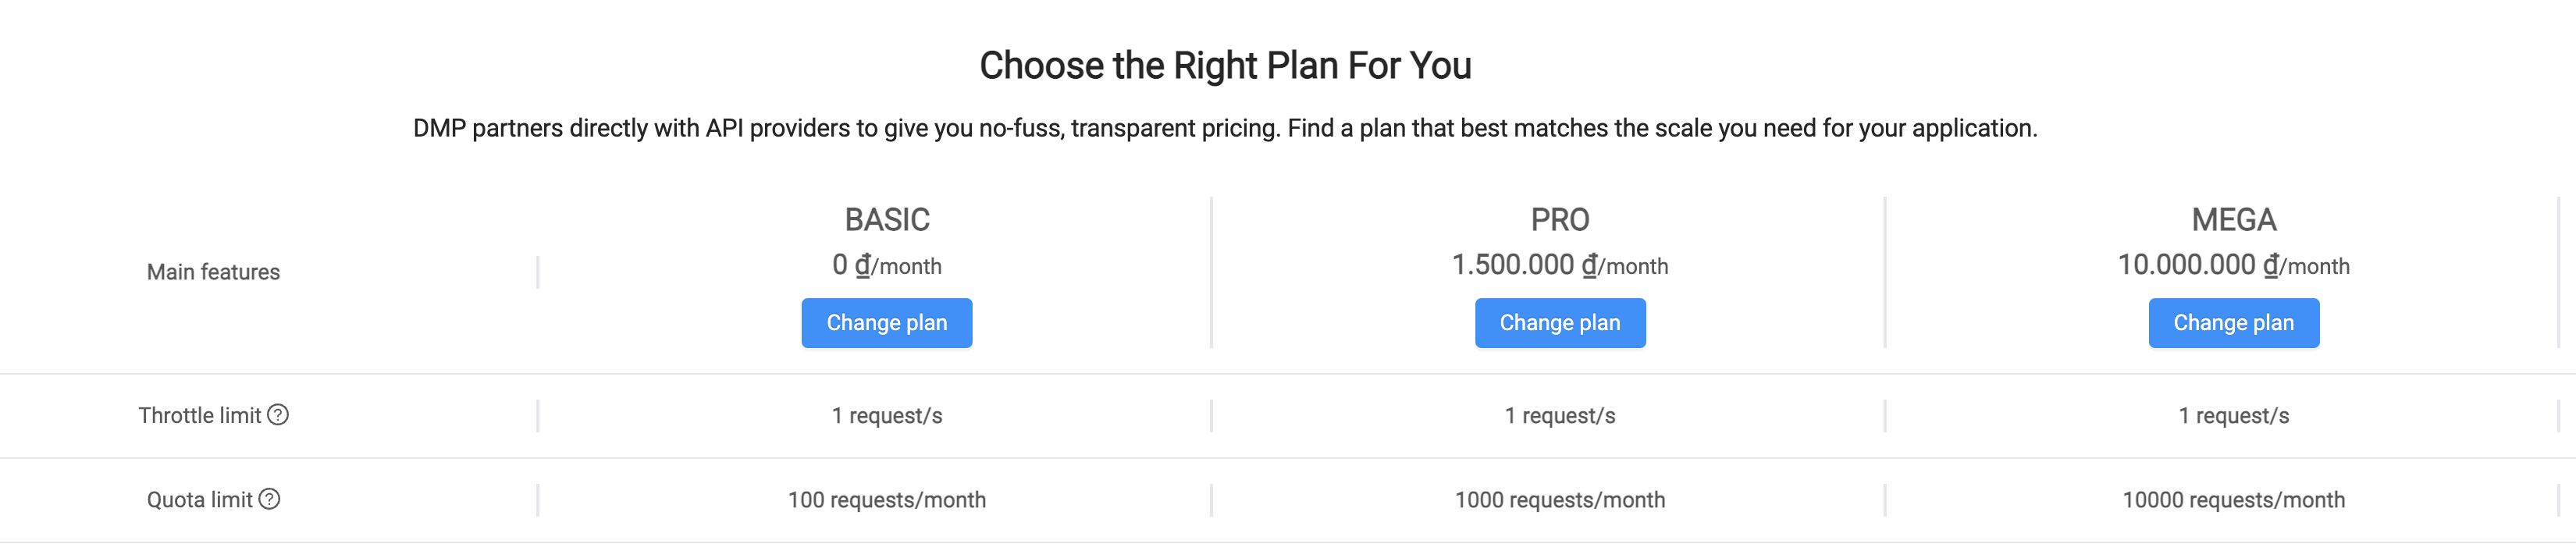 Choose the Right Plan For You
DMP partners directly with API providers to give you no-fuss, transparent pricing. Find a plan that best matches the scale you need for your application.
Main features
BASIC
0 ₫/month
Change plan
PRO
1.500.000 ₫/month
Change plan
MEGA
10.000.000 ₫/month
Change plan
Throttle limit ? 1 request/s 1 request/s 1 request/s
Quota limit ? 100 requests/month 1000 requests/month 10000 requests/month